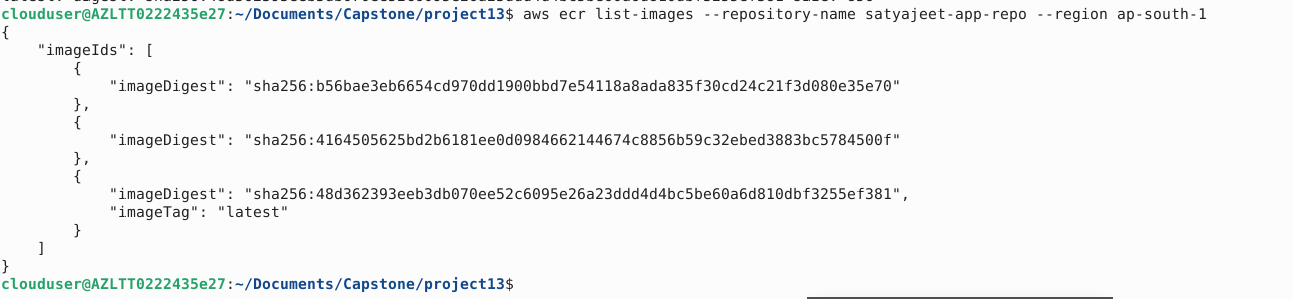 clouduser@AZLTT0222435e27:~/Documents/Capstone/project13$ aws ecr list-images --repository-name satyajeet-app-repo --region ap-south-1
{
    "imageIds": [
        {
            "imageDigest": "sha256:b56bae3eb6654cd970dd1900bbd7e54118a8ada835f30cd24c21f3d080e35e70"
        },
        {
            "imageDigest": "sha256:4164505625bd2b6181ee0d0984662144674c8856b59c32ebed3883bc5784500f"
        },
        {
            "imageDigest": "sha256:48d362393eeb3db070ee52c6095e26a23ddd4d4bc5be60a6d810dbf3255ef381",
            "imageTag": "latest"
        }
    ]
}
clouduser@AZLTT0222435e27:~/Documents/Capstone/project13$